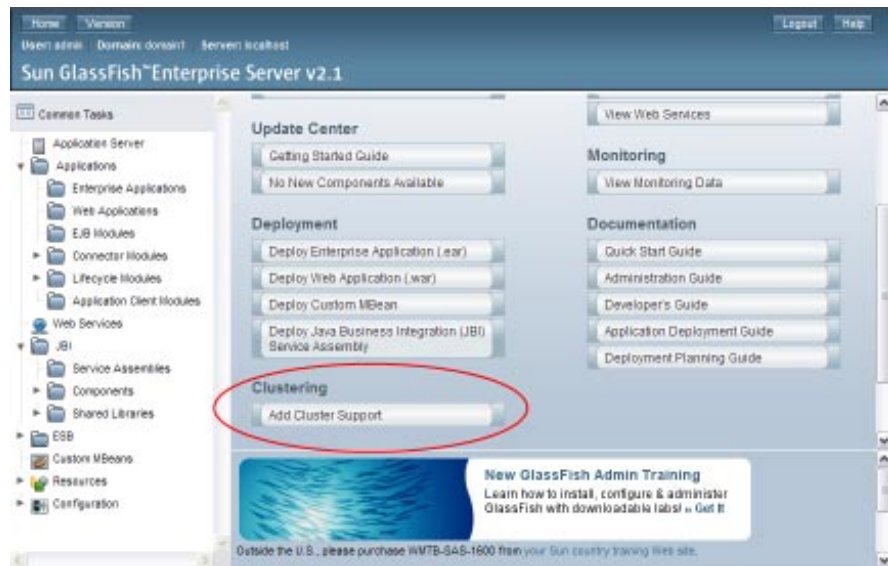 Home Version Logout Help
User: admin Domain: domain1 Server: localhost
Sun GlassFish™ Enterprise Server v2.1
Common Tasks
Application Server
Applications
Enterprise Applications
Web Applications
EJB Modules
Connector Modules
Lifecycle Modules
Application Client Modules
Web Services
JBI
Service Assemblies
Components
Shared Libraries
ESB
Custom MBeans
Resources
Configuration
Update Center
Getting Started Guide
No New Components Available
Deployment
Deploy Enterprise Application (.ear)
Deploy Web Application (.war)
Deploy Custom MBean
Deploy Java Business Integration (JBI)
Service Assembly
Clustering
Add Cluster Support
View Web Services
Monitoring
View Monitoring Data
Documentation
Quick Start Guide
Administration Guide
Developer's Guide
Application Deployment Guide
Deployment Planning Guide
New GlassFish Admin Training
Learn how to install, configure & administer
GlassFish with downloadable labs! » Get It
Outside the U.S., please purchase WMTB-SAS-1600 from your Sun country training Web site.